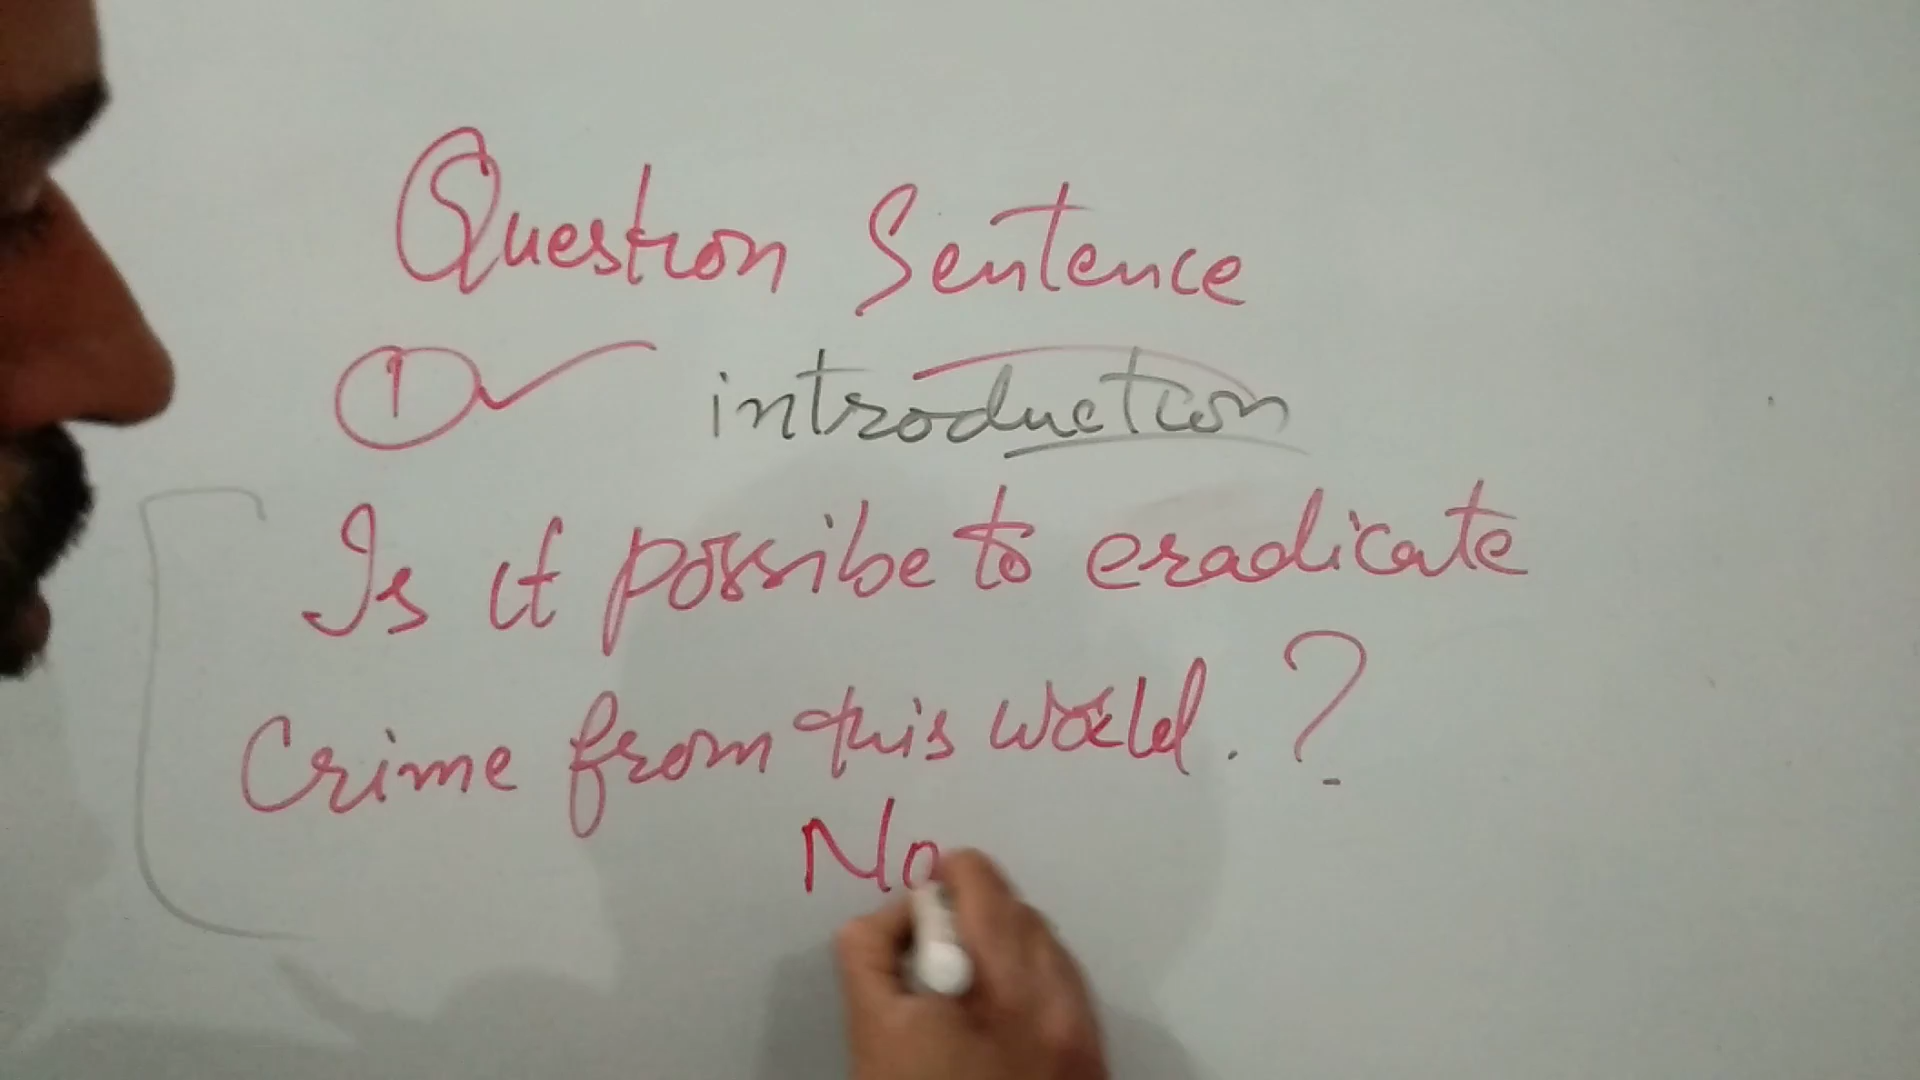 Question Sentence
1 introduction
Is it possibe to eradicate
Crime from this world. ?
No